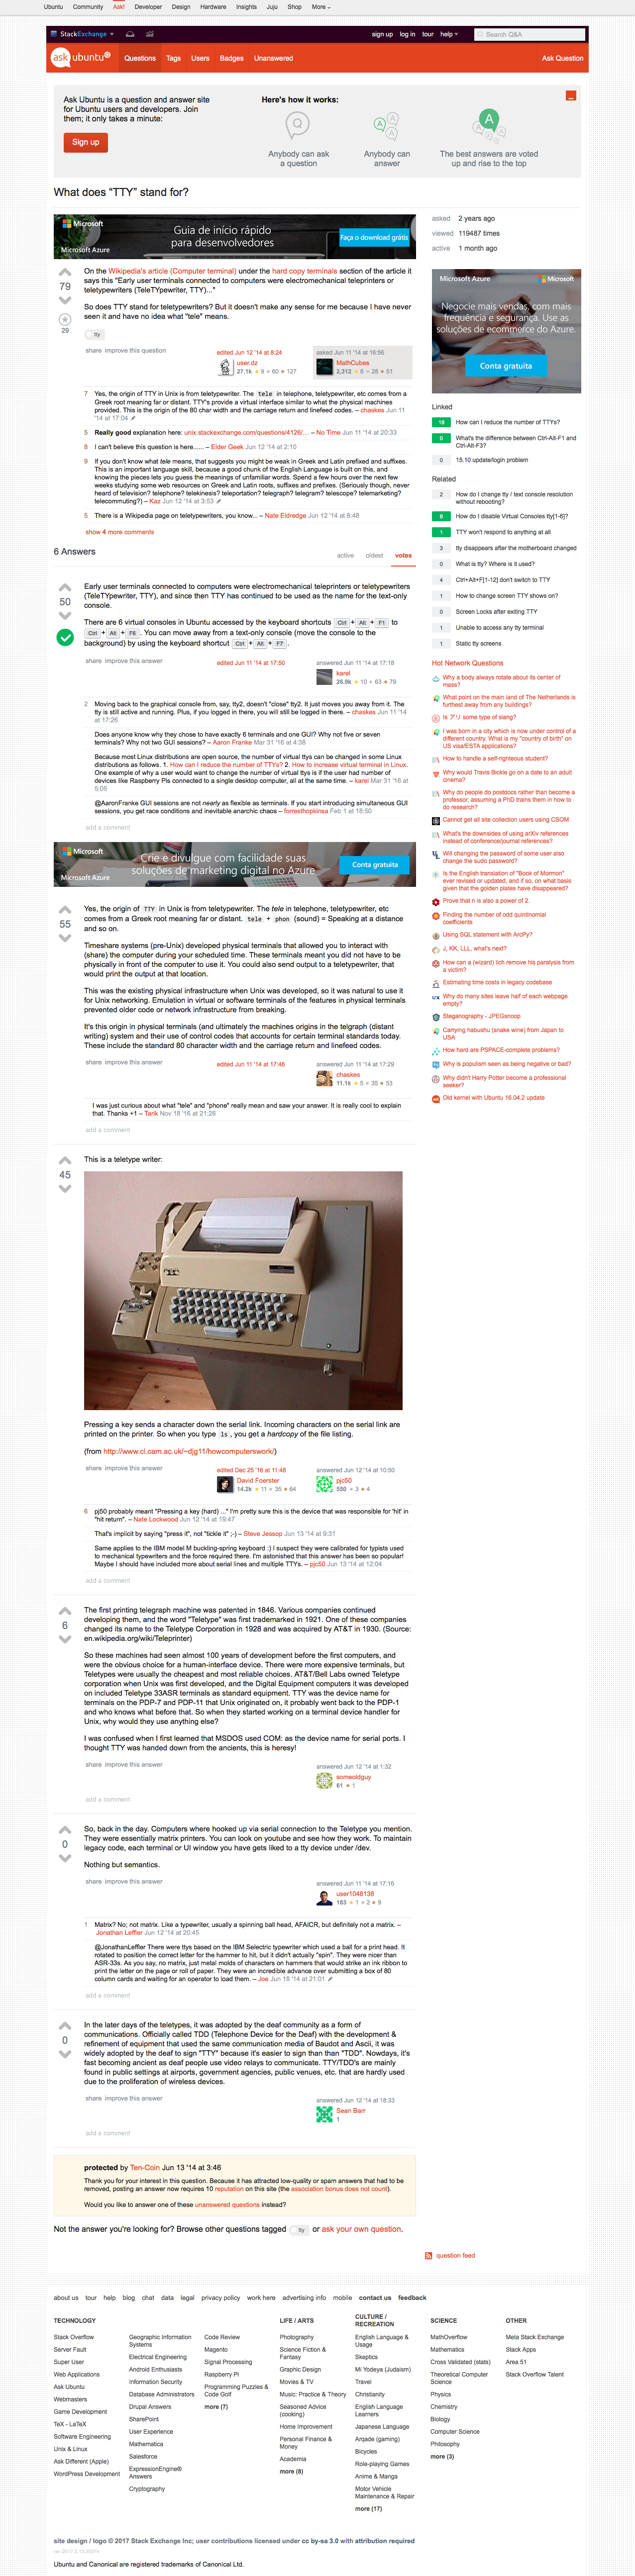 Ubuntu Community Ask! Developer Design Hardware Insights Juju Shop More
StackExchange
sign up log in tour help Search Q&A
ask ubuntu Questions Tags Users Badges Unanswered Ask Question
Ask Ubuntu is a question and answer site
for Ubuntu users and developers. Join
them; it only takes a minute:
Sign up
Here's how it works:
Anybody can ask
a question
Anybody can
answer
The best answers are voted
up and rise to the top
What does “TTY” stand for?
Microsoft
Guia de início rápido
para desenvolvedores
Faça o download grátis
Microsoft Azure
79
29
On the Wikipedia's article (Computer terminal) under the hard copy terminals section of the article it
says this "Early user terminals connected to computers were electromechanical teleprinters or
teletypewriters (TeleTYpewriter, TTY)..."
So does TTY stand for teletypewriters? But it doesn't make any sense for me because I have never
seen it and have no idea what "tele" means.
tty
share improve this question
edited Jun 12 '14 at 8:24
user.dz
27.1k 9 60 127
asked Jun 11 '14 at 16:56
MathCubes
2,312 6 28 51
7 Yes, the origin of TTY in Unix is from teletypewriter. The tele in telephone, teletypewriter, etc comes from a
Greek root meaning far or distant. TTY's provide a virtual interface similar to what the physical machines
provided. This is the origin of the 80 char width and the carriage return and linefeed codes. – chaskes Jun 11
'14 at 17:04
5 Really good explanation here: unix.stackexchange.com/questions/4126/… – No Time Jun 11 '14 at 20:33
8 I can't believe this question is here...... – Elder Geek Jun 12 '14 at 2:10
9 If you don't know what tele means, that suggests you might be weak in Greek and Latin prefixed and suffixes.
This is an important language skill, because a good chunk of the English Language is built on this, and
knowing the pieces lets you guess the meanings of unfamiliar words. Spend a few hours over the next few
weeks studying some web resources on Greek and Latin roots, suffixes and prefixes. (Seriously though, never
heard of television? telephone? telekinesis? teleportation? telegraph? telegram? telescope? telemarketing?
telecommuting?) – Kaz Jun 12 '14 at 3:53
5 There is a Wikipedia page on teletypewriters, you know... – Nate Eldredge Jun 12 '14 at 8:48
show 4 more comments
6 Answers
active oldest votes
50
Early user terminals connected to computers were electromechanical teleprinters or teletypewriters
(TeleTYpewriter, TTY), and since then TTY has continued to be used as the name for the text-only
console.
There are 6 virtual consoles in Ubuntu accessed by the keyboard shortcuts Ctrl + Alt + F1 to
Ctrl + Alt + F6 . You can move away from a text-only console (move the console to the
background) by using the keyboard shortcut Ctrl + Alt + F7 .
share improve this answer
edited Jun 11 '14 at 17:50
answered Jun 11 '14 at 17:18
karel
26.9k 10 63 79
2 Moving back to the graphical console from, say, tty2, doesn't "close" tty2. It just moves you away from it. The
tty is still active and running. Plus, if you logged in there, you will still be logged in there. – chaskes Jun 11 '14
at 17:26
Does anyone know why they chose to have exactly 6 terminals and one GUI? Why not five or seven
terminals? Why not two GUI sessions? – Aaron Franke Mar 31 '16 at 4:38
Because most Linux distributions are open source, the number of virtual ttys can be changed in some Linux
distributions as follows. 1. How can I reduce the number of TTYs? 2. How to increase virtual terminal in Linux.
One example of why a user would want to change the number of virtual ttys is if the user had number of
devices like Raspberry Pis connected to a single desktop computer, all at the same time. – karel Mar 31 '16 at
5:05
@AaronFranke GUI sessions are not nearly as flexible as terminals. If you start introducing simultaneous GUI
sessions, you get race conditions and inevitable anarchic chaos – forresthopkinsa Feb 1 at 18:50
add a comment
Microsoft
Crie e divulgue com facilidade suas
soluções de marketing digital no Azure
Conta gratuita
Microsoft Azure
55
Yes, the origin of TTY in Unix is from teletypewriter. The tele in telephone, teletypewriter, etc
comes from a Greek root meaning far or distant. tele + phon (sound) = Speaking at a distance
and so on.
Timeshare systems (pre-Unix) developed physical terminals that allowed you to interact with
(share) the computer during your scheduled time. These terminals meant you did not have to be
physically in front of the computer to use it. You could also send output to a teletypewriter, that
would print the output at that location.
This was the existing physical infrastructure when Unix was developed, so it was natural to use it
for Unix networking. Emulation in virtual or software terminals of the features in physical terminals
prevented older code or network infrastructure from breaking.
It's this origin in physical terminals (and ultimately the machines origins in the telgraph (distant
writing) system and their use of control codes that accounts for certain terminal standards today.
These include the standard 80 character width and the carriage return and linefeed codes.
share improve this answer
edited Jun 11 '14 at 17:45
answered Jun 11 '14 at 17:29
chaskes
11.1k 5 35 53
I was just curious about what "tele" and "phone" really mean and saw your answer. It is really cool to explain
that. Thanks +1 – Tarik Nov 18 '16 at 21:26
add a comment
45
This is a teletype writer:
Pressing a key sends a character down the serial link. Incoming characters on the serial link are
printed on the printer. So when you type ls , you get a hardcopy of the file listing.
(from http://www.cl.cam.ac.uk/~djg11/howcomputerswork/)
share improve this answer
edited Dec 25 '16 at 11:48
David Foerster
14.2k 11 35 64
answered Jun 12 '14 at 10:50
pjc50
550 3 4
6 pj50 probably meant "Pressing a key (hard) ..." I'm pretty sure this is the device that was responsible for 'hit' in
"hit return". – Nate Lockwood Jun 12 '14 at 19:47
That's implicit by saying "press it", not "tickle it" ;-) – Steve Jessop Jun 13 '14 at 9:31
Same applies to the IBM model M buckling-spring keyboard :) I suspect they were calibrated for typists used
to mechanical typewriters and the force required there. I'm astonished that this answer has been so popular!
Maybe I should have included more about serial lines and multiple TTYs. – pjc50 Jun 13 '14 at 12:04
add a comment
6
The first printing telegraph machine was patented in 1846. Various companies continued
developing them, and the word "Teletype" was first trademarked in 1921. One of these companies
changed its name to the Teletype Corporation in 1928 and was acquired by AT&T in 1930. (Source:
en.wikipedia.org/wiki/Teleprinter)
So these machines had seen almost 100 years of development before the first computers, and
were the obvious choice for a human-interface device. There were more expensive terminals, but
Teletypes were usually the cheapest and most reliable choices. AT&T/Bell Labs owned Teletype
corporation when Unix was first developed, and the Digital Equipment computers it was developed
on included Teletype 33ASR terminals as standard equipment. TTY was the device name for
terminals on the PDP-7 and PDP-11 that Unix originated on, it probably went back to the PDP-1
and who knows what before that. So when they started working on a terminal device handler for
Unix, why would they use anything else?
I was confused when I first learned that MSDOS used COM: as the device name for serial ports. I
thought TTY was handed down from the ancients, this is heresy!
share improve this answer
answered Jun 12 '14 at 1:32
someoldguy
61 1
add a comment
0
So, back in the day. Computers where hooked up via serial connection to the Teletype you mention.
They were essentially matrix printers. You can look on youtube and see how they work. To maintain
legacy code, each terminal or UI window you have gets liked to a tty device under /dev.
Nothing but semantics.
share improve this answer
answered Jun 11 '14 at 17:16
user1048138
183 1 2 9
1 Matrix? No; not matrix. Like a typewriter, usually a spinning ball head, AFAICR, but definitely not a matrix. –
Jonathan Leffler Jun 12 '14 at 20:45
@JonathanLeffler There were ttys based on the IBM Selectric typewriter which used a ball for a print head. It
rotated to position the correct letter for the hammer to hit, but it didn't actually "spin". They were nicer than
ASR-33s. As you say, no matrix, just metal molds of characters on hammers that would strike an ink ribbon to
print the letter on the page or roll of paper. They were an incredible advance over submitting a box of 80
column cards and waiting for an operator to load them. – Joe Jun 18 '14 at 21:01
add a comment
0
In the later days of the teletypes, it was adopted by the deaf community as a form of
communications. Officially called TDD (Telephone Device for the Deaf) with the development &
refinement of equipment that used the same communication media of Baudot and Ascii, it was
widely adopted by the deaf to sign "TTY" because it's easier to sign than than "TDD". Nowdays, it's
fast becoming ancient as deaf people use video relays to communicate. TTY/TDD's are mainly
found in public settings at airports, government agencies, public venues, etc. that are hardly used
due to the proliferation of wireless devices.
share improve this answer
answered Jun 12 '14 at 18:33
Sean Barr
1
add a comment
protected by Ten-Coin Jun 13 '14 at 3:46
Thank you for your interest in this question. Because it has attracted low-quality or spam answers that had to be
removed, posting an answer now requires 10 reputation on this site (the association bonus does not count).
Would you like to answer one of these unanswered questions instead?
Not the answer you're looking for? Browse other questions tagged tty or ask your own question.
asked 2 years ago
viewed 119487 times
active 1 month ago
Microsoft Azure Microsoft
Negocie mais vendas, com mais
frequência e segurança. Use as
soluções de ecommerce do Azure.
Conta gratuita
Linked
18 How can I reduce the number of TTYs?
0 What's the difference between Ctrl-Alt-F1 and
Ctrl-Alt-F3?
0 15.10 update/login problem
Related
2 How do I change tty / text console resolution
without rebooting?
8 How do I disable Virtual Consoles tty[1-6]?
1 TTY won't respond to anything at all
3 tty disappears after the motherboard changed
0 What is tty? Where is it used?
4 Ctrl+Alt+F[1-12] don't switch to TTY
1 How to change screen TTY shows on?
0 Screen Locks after exiting TTY
1 Unable to access any tty terminal
1 Static tty screens
Hot Network Questions
Why a body always rotate about its center of
mass?
What point on the main land of The Netherlands is
furthest away from any buildings?
Is アリ some type of slang?
I was born in a city which is now under control of a
different country. What is my "country of birth" on
US visa/ESTA applications?
How to handle a self-righteous student?
Why would Travis Bickle go on a date to an adult
cinema?
Why do people do postdocs rather than become a
professor, assuming a PhD trains them in how to
do research?
Cannot get all site collection users using CSOM
What's the downsides of using arXiv references
instead of conference/journal references?
Will changing the password of some user also
change the sudo password?
Is the English translation of "Book of Mormon"
ever revised or updated, and if so, on what basis
given that the golden plates have disappeared?
Prove that n is also a power of 2.
Finding the number of odd quintinomial
coefficients
Using SQL statement with ArcPy?
J, KK, LLL, what's next?
How can a (wizard) lich remove his paralysis from
a victim?
Estimating time costs in legacy codebase
Why do many sites leave half of each webpage
empty?
Steganography - JPEGsnoop
Carrying habushu (snake wine) from Japan to
USA
How hard are PSPACE-complete problems?
Why is populism seen as being negative or bad?
Why didn't Harry Potter become a professional
seeker?
Old kernel with Ubuntu 16.04.2 update
question feed
about us tour help blog chat data legal privacy policy work here advertising info mobile contact us feedback
TECHNOLOGY
Stack Overflow
Server Fault
Super User
Web Applications
Ask Ubuntu
Webmasters
Game Development
TeX - LaTeX
Software Engineering
Unix & Linux
Ask Different (Apple)
WordPress Development
Geographic Information
Systems
Electrical Engineering
Android Enthusiasts
Information Security
Database Administrators
Drupal Answers
SharePoint
User Experience
Mathematica
Salesforce
ExpressionEngine®
Answers
Cryptography
Code Review
Magento
Signal Processing
Raspberry Pi
Programming Puzzles &
Code Golf
more (7)
LIFE / ARTS
Photography
Science Fiction &
Fantasy
Graphic Design
Movies & TV
Music: Practice & Theory
Seasoned Advice
(cooking)
Home Improvement
Personal Finance &
Money
Academia
more (8)
CULTURE /
RECREATION
English Language &
Usage
Skeptics
Mi Yodeya (Judaism)
Travel
Christianity
English Language
Learners
Japanese Language
Arqade (gaming)
Bicycles
Role-playing Games
Anime & Manga
Motor Vehicle
Maintenance & Repair
more (17)
SCIENCE
MathOverflow
Mathematics
Cross Validated (stats)
Theoretical Computer
Science
Physics
Chemistry
Biology
Computer Science
Philosophy
more (3)
OTHER
Meta Stack Exchange
Stack Apps
Area 51
Stack Overflow Talent
site design / logo © 2017 Stack Exchange Inc; user contributions licensed under cc by-sa 3.0 with attribution required
Ubuntu and Canonical are registered trademarks of Canonical Ltd.